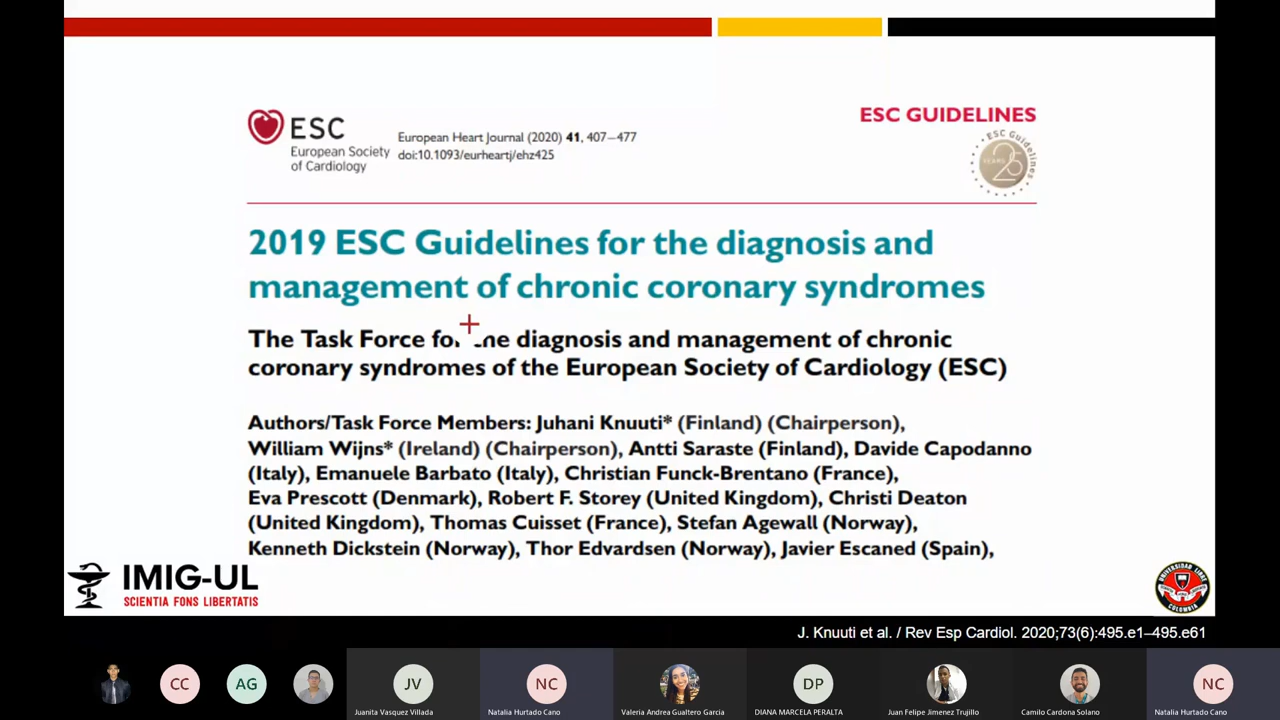 ESC
European Society
of Cardiology
European Heart Journal (2020) 41, 407–477
doi:10.1093/eurheartj/ehz425
ESC GUIDELINES
ESC Guidelines
YEARS 25
2019 ESC Guidelines for the diagnosis and
management of chronic coronary syndromes
The Task Force for the diagnosis and management of chronic
coronary syndromes of the European Society of Cardiology (ESC)
Authors/Task Force Members: Juhani Knuuti* (Finland) (Chairperson),
William Wijns* (Ireland) (Chairperson), Antti Saraste (Finland), Davide Capodanno
(Italy), Emanuele Barbato (Italy), Christian Funck-Brentano (France),
Eva Prescott (Denmark), Robert F. Storey (United Kingdom), Christi Deaton
(United Kingdom), Thomas Cuisset (France), Stefan Agewall (Norway),
Kenneth Dickstein (Norway), Thor Edvardsen (Norway), Javier Escaned (Spain),
IMIG-UL
SCIENTIA FONS LIBERTATIS
UNIVERSIDAD LIBRE
COLOMBIA
J. Knuuti et al. / Rev Esp Cardiol. 2020;73(6):495.e1–495.e61
CC
AG
JV
NC
DP
NC
Juanita Vasquez Villada
Natalia Hurtado Cano
Valeria Andrea Gualtero Garcia
DIANA MARCELA PERALTA
Juan Felipe Jimenez Trujillo
Camilo Cardona Solano
Natalia Hurtado Cano